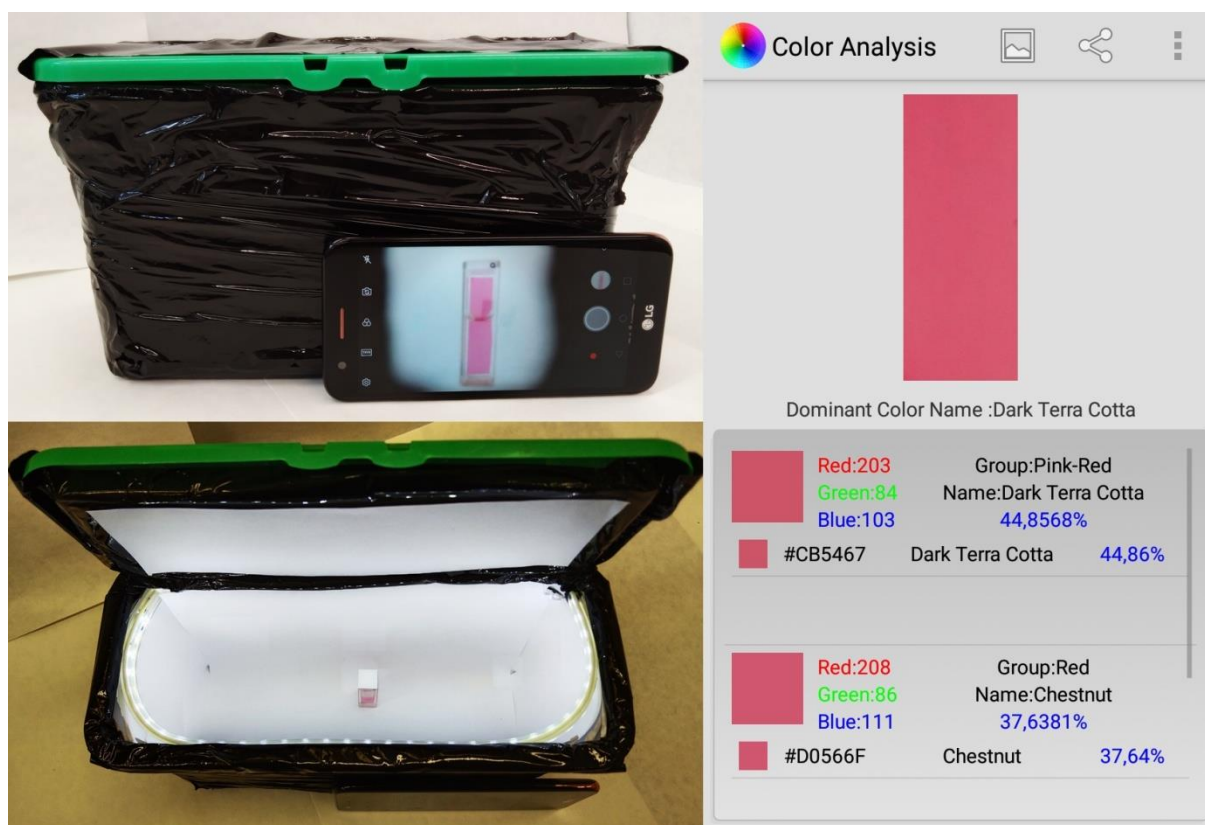 LG
Color Analysis
Dominant Color Name :Dark Terra Cotta
Red:203 Group:Pink-Red
Green:84 Name:Dark Terra Cotta
Blue:103 44,8568%
#CB5467 Dark Terra Cotta 44,86%
Red:208 Group:Red
Green:86 Name:Chestnut
Blue:111 37,6381%
#D0566F Chestnut 37,64%